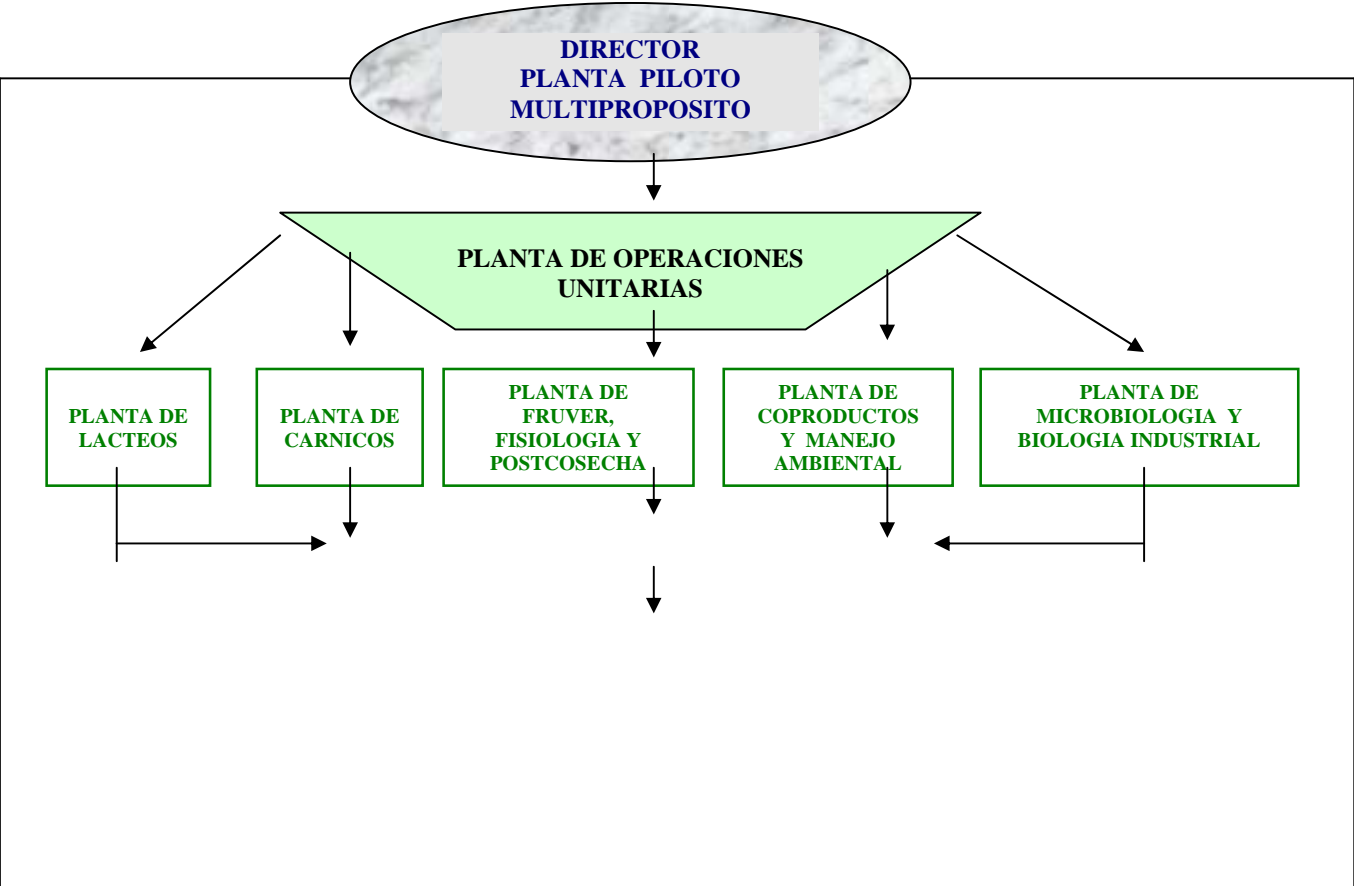 DIRECTOR
PLANTA PILOTO
MULTIPROPOSITO
PLANTA DE OPERACIONES
UNITARIAS
PLANTA DE
LACTEOS
PLANTA DE
CARNICOS
PLANTA DE
FRUVER,
FISIOLOGIA Y
POSTCOSECHA
PLANTA DE
COPRODUCTOS
Y MANEJO
AMBIENTAL
PLANTA DE
MICROBIOLOGIA Y
BIOLOGIA INDUSTRIAL